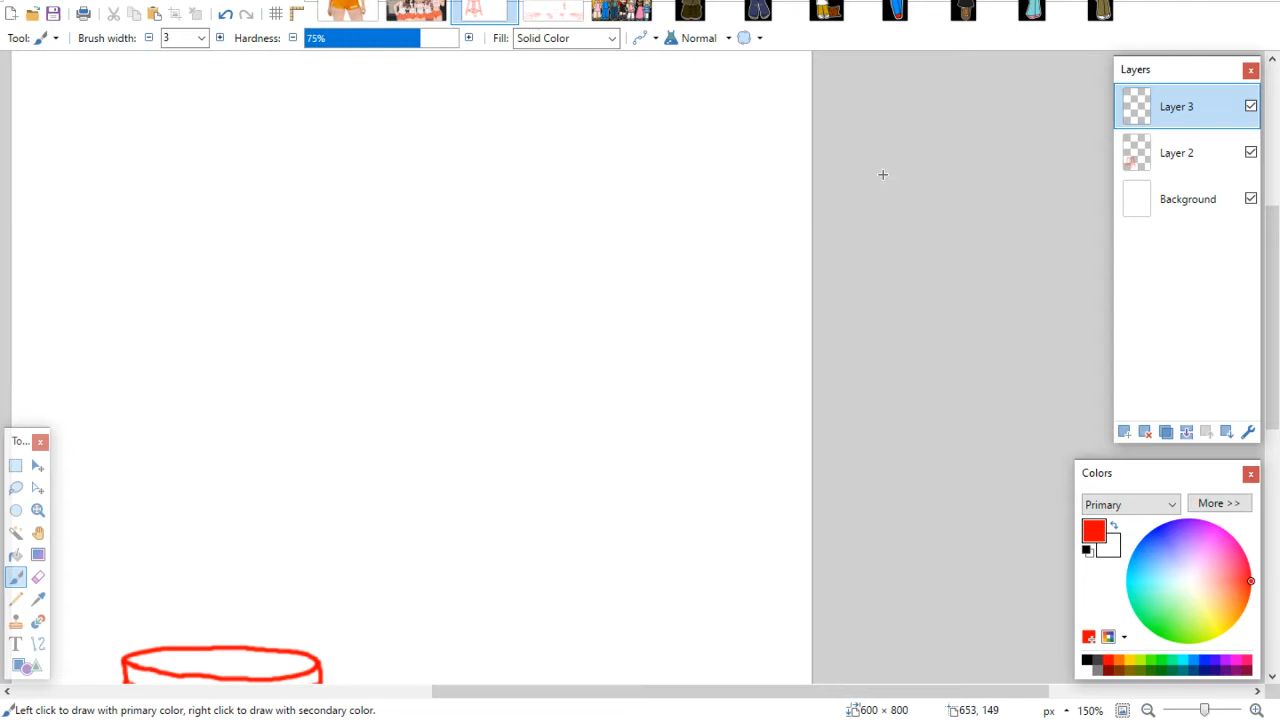 Tool:
Brush width:
3
Hardness:
75%
Fill:
Solid Color
Normal
Layers
Layer 3
Layer 2
Background
To...
Colors
Primary
More >>
Left click to draw with primary color, right click to draw with secondary color.
600 × 800
653, 149
px
150%